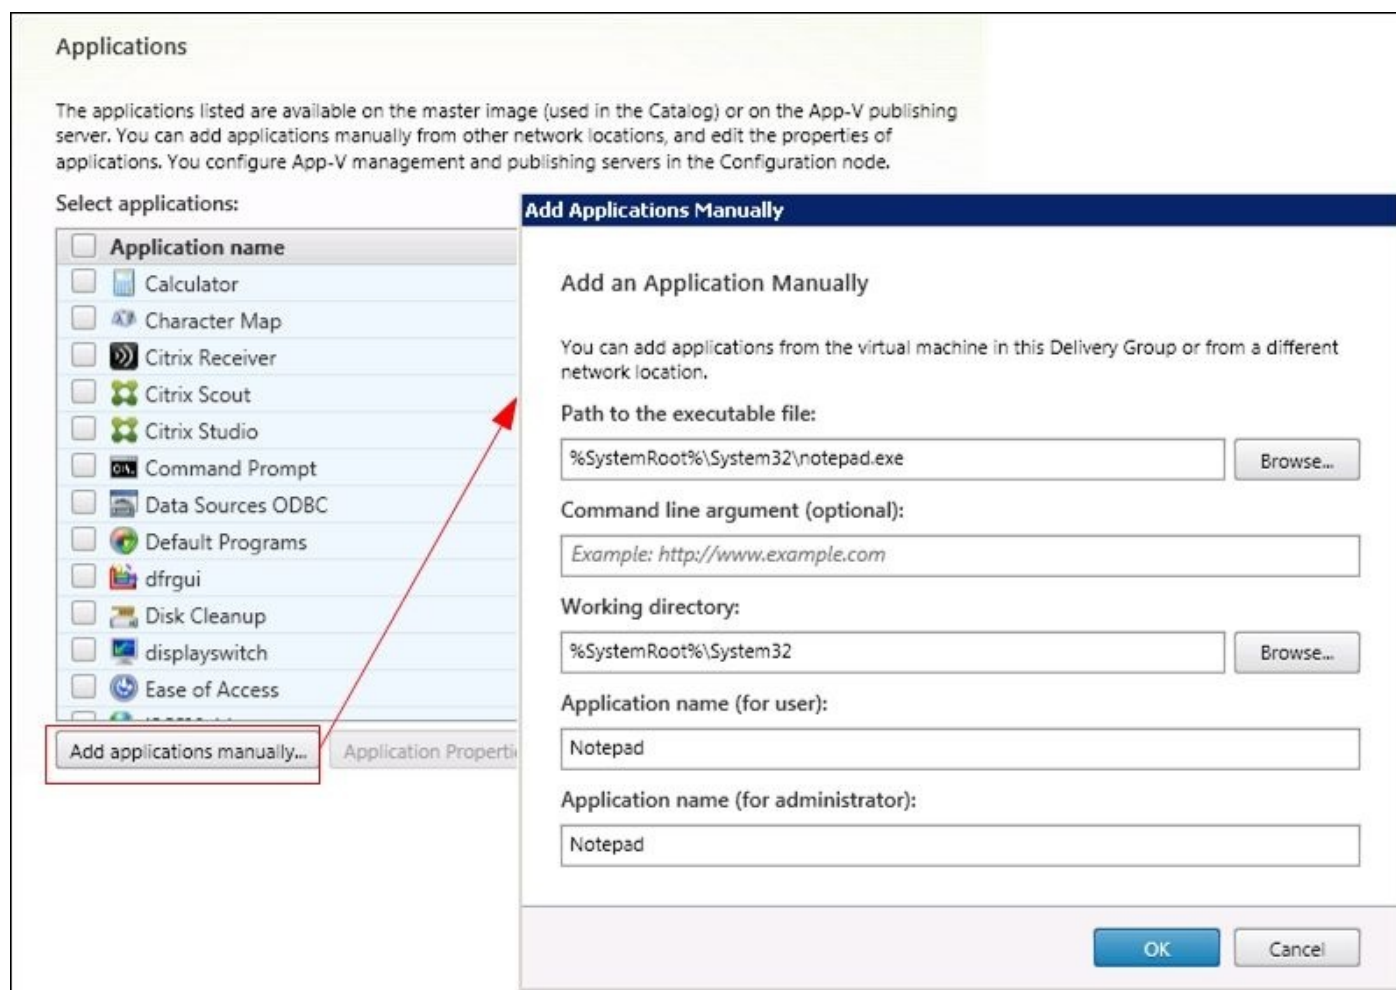 Applications
The applications listed are available on the master image (used in the Catalog) or on the App-V publishing
server. You can add applications manually from other network locations, and edit the properties of
applications. You configure App-V management and publishing servers in the Configuration node.
Select applications:
Application name
Calculator
Character Map
Citrix Receiver
Citrix Scout
Citrix Studio
Command Prompt
Data Sources ODBC
Default Programs
dfrgui
Disk Cleanup
displayswitch
Ease of Access
Add applications manually...
Application Properti
Add Applications Manually
Add an Application Manually
You can add applications from the virtual machine in this Delivery Group or from a different
network location.
Path to the executable file:
%SystemRoot%\System32\notepad.exe
Browse...
Command line argument (optional):
Example: http://www.example.com
Working directory:
%SystemRoot%\System32
Browse...
Application name (for user):
Notepad
Application name (for administrator):
Notepad
OK
Cancel